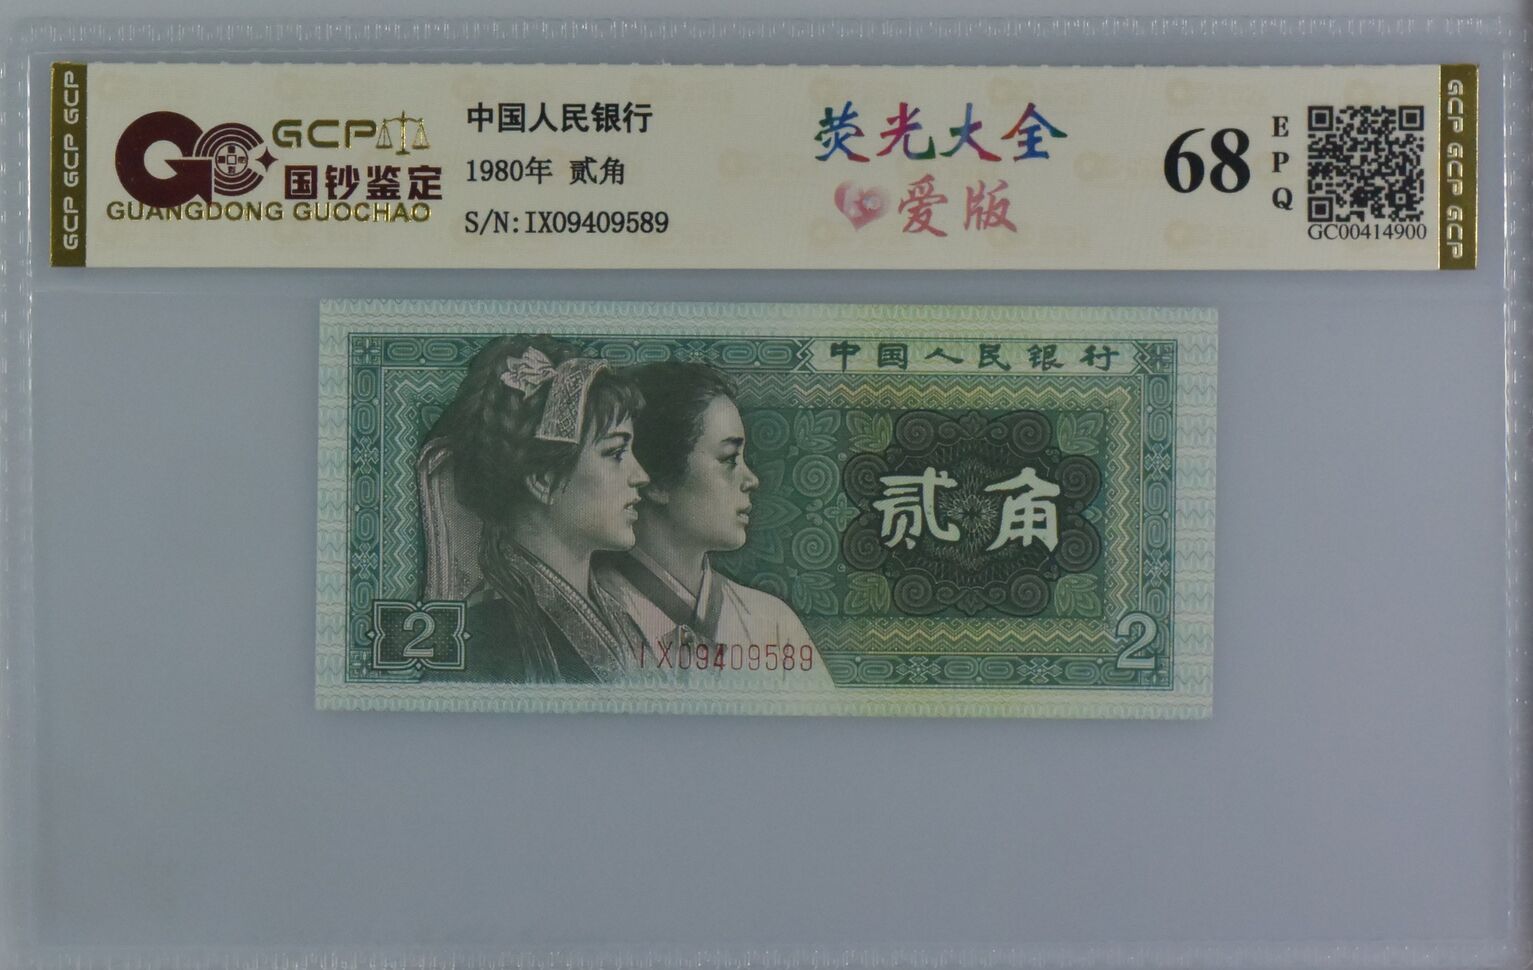 GCP GCP GCP
GCP
国钞鉴定
GUANGDONG GUOCHAO
中国人民银行
1980年 贰角
S/N:IX09409589
荧光大全
爱版
68
EPQ
GC00414900
GCP GCP GCP
中国人民银行
贰角
2
2
IX09409589